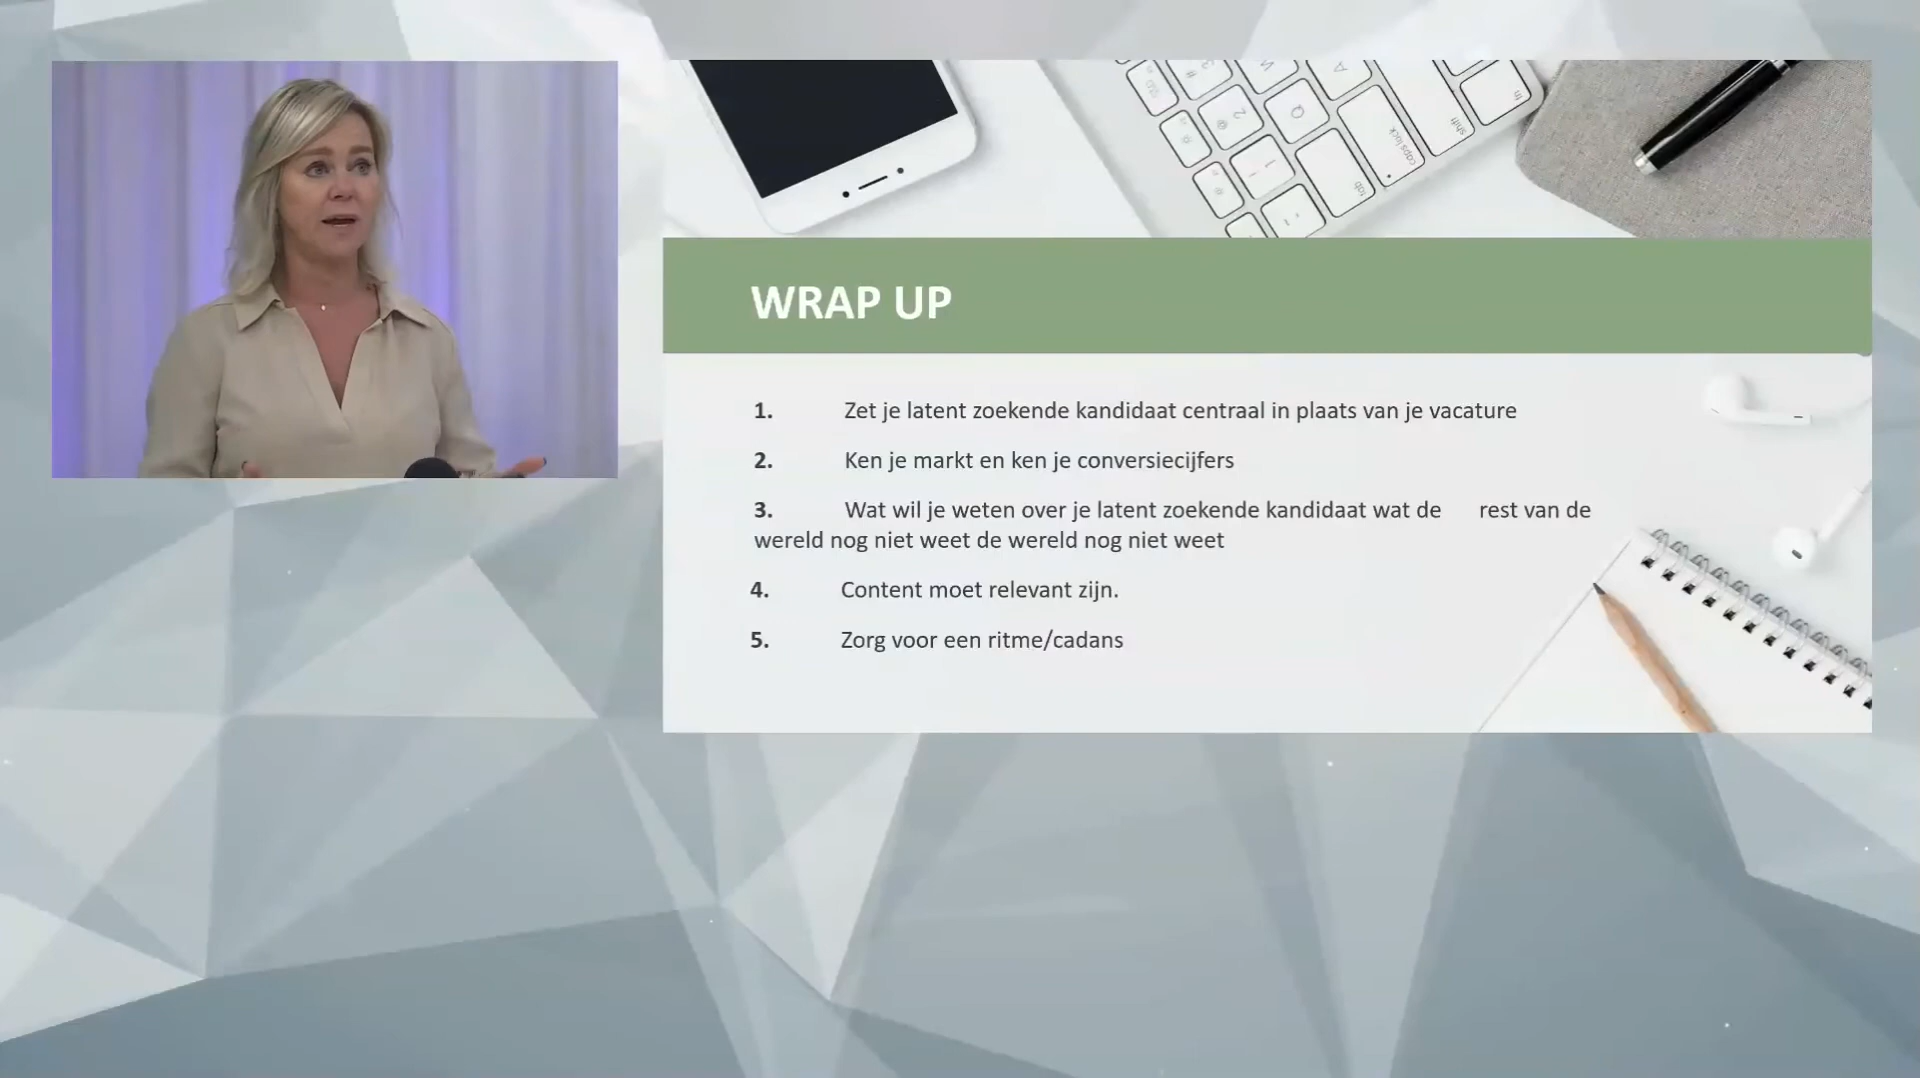 WRAP UP
1. Zet je latent zoekende kandidaat centraal in plaats van je vacature
2. Ken je markt en ken je conversiecijfers
3. Wat wil je weten over je latent zoekende kandidaat wat de rest van de
wereld nog niet weet de wereld nog niet weet
4. Content moet relevant zijn.
5. Zorg voor een ritme/cadans